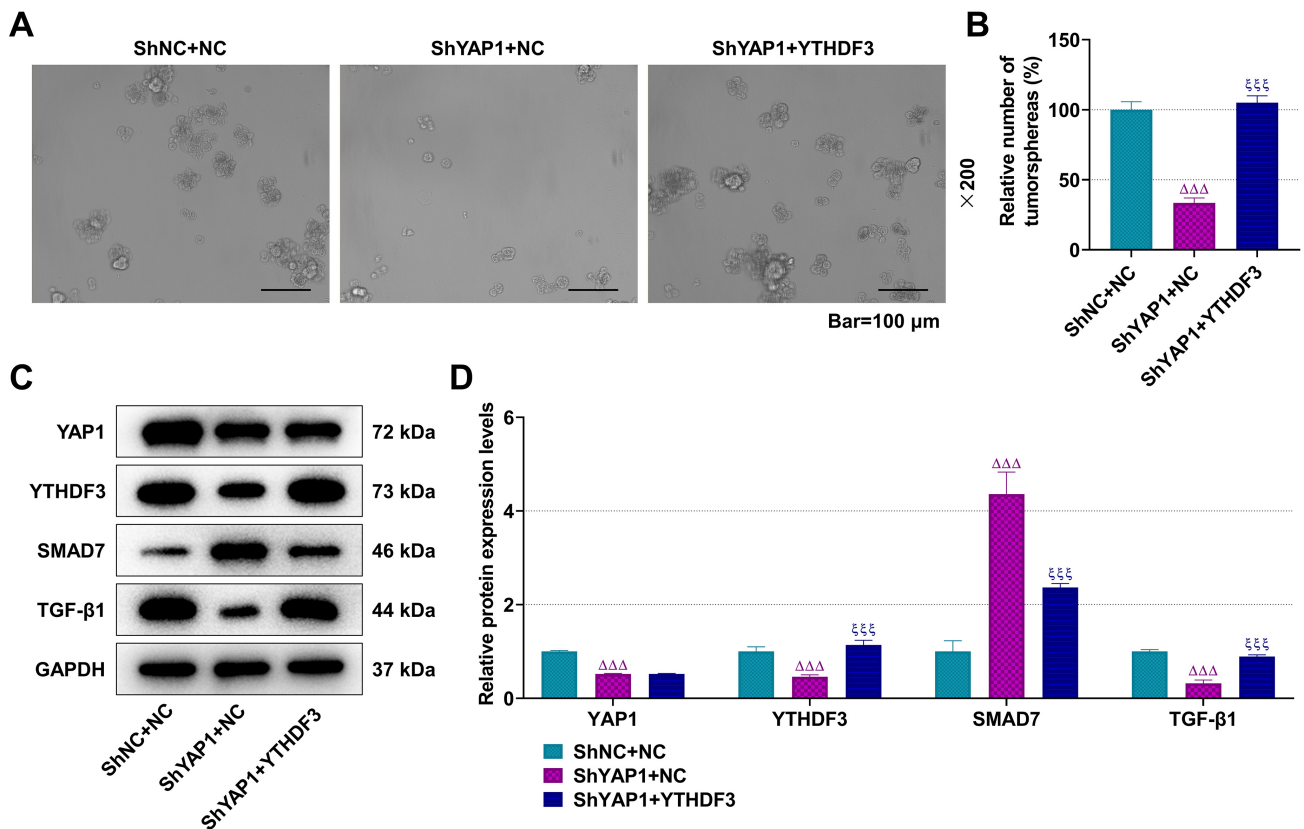 A
ShNC+NC
ShYAP1+NC
ShYAP1+YTHDF3
×200
Bar=100 μm
B
Relative number of
tumorsphereas (%)
150
100
50
0
ΔΔΔ
ξξξ
ShNC+NC
ShYAP1+NC
ShYAP1+YTHDF3
C
YAP1 72 kDa
YTHDF3 73 kDa
SMAD7 46 kDa
TGF-β1 44 kDa
GAPDH 37 kDa
ShNC+NC
ShYAP1+NC
ShYAP1+YTHDF3
D
Relative protein expression levels
6
4
2
0
ΔΔΔ
ΔΔΔ
ξξξ
ΔΔΔ
ξξξ
ΔΔΔ
ξξξ
YAP1 YTHDF3 SMAD7 TGF-β1
ShNC+NC
ShYAP1+NC
ShYAP1+YTHDF3